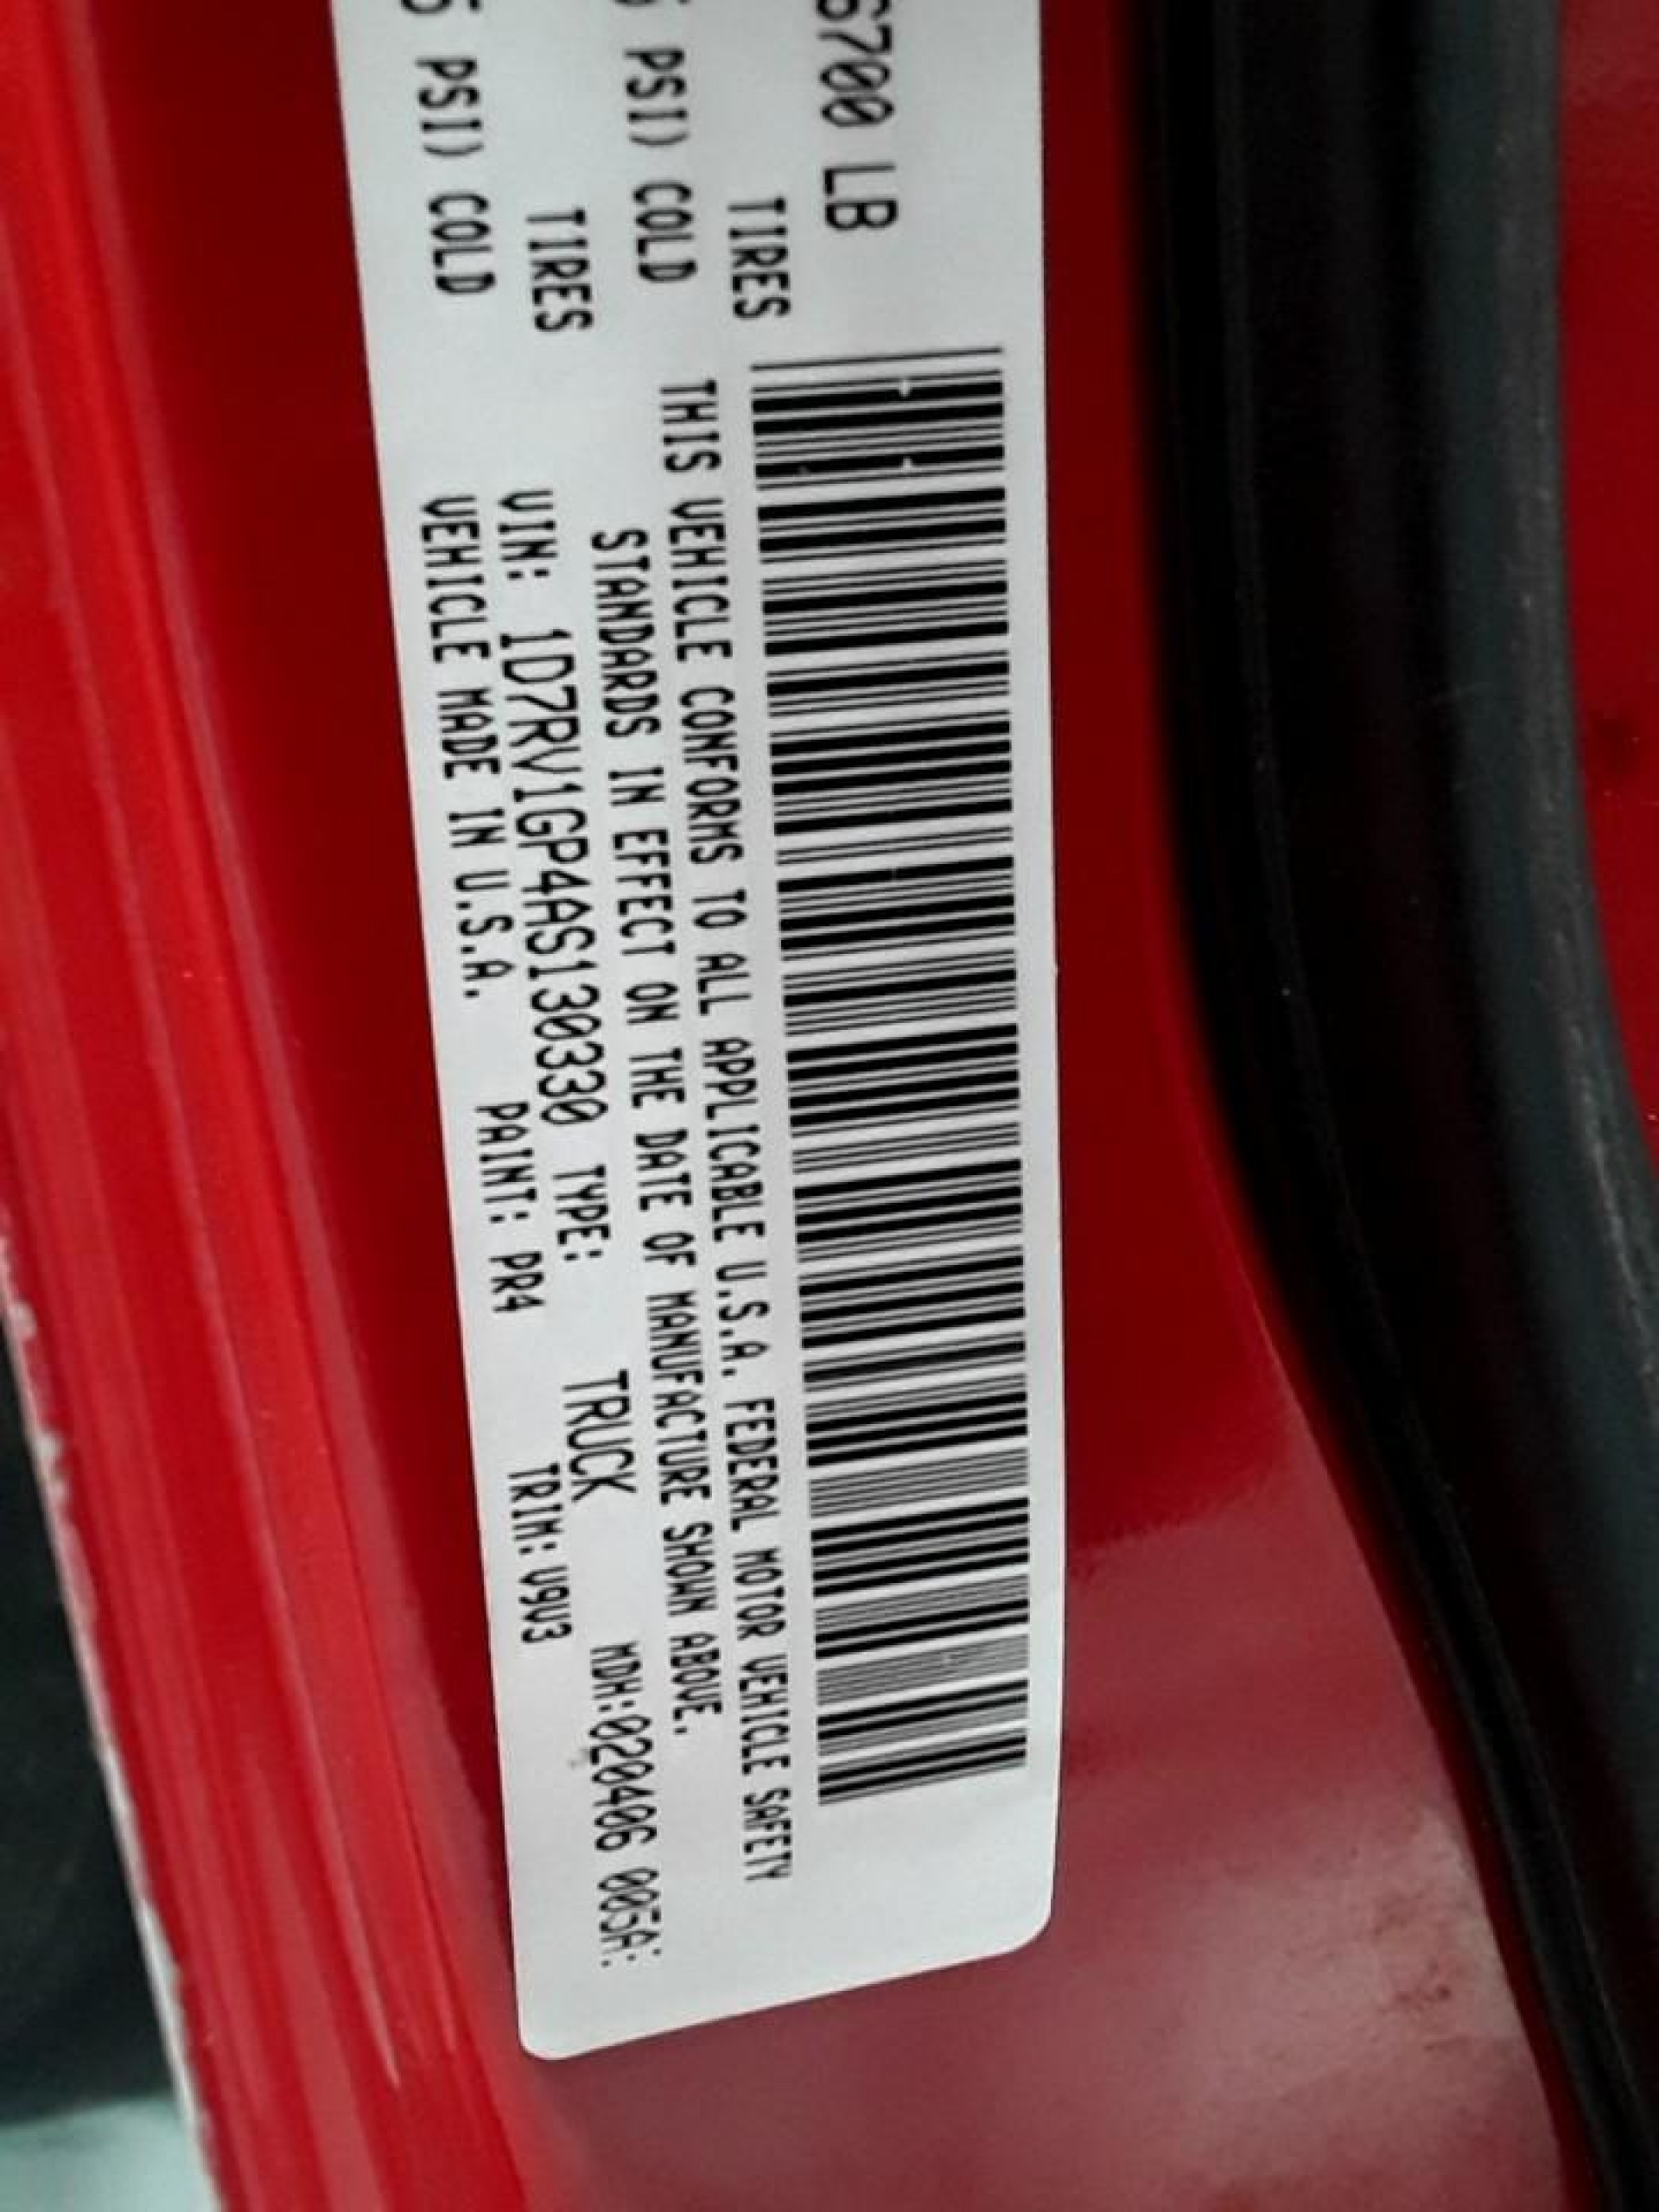 6700 LB
TIRES
PSI) COLD
TIRES
PSI) COLD
THIS VEHICLE CONFORMS TO ALL APPLICABLE U.S.A. FEDERAL MOTOR VEHICLE SAFETY
STANDARDS IN EFFECT ON THE DATE OF MANUFACTURE SHOWN ABOVE.
VIN: 1D7RV1GP4AS130330 TYPE: TRUCK MDH:020406 005A:
VEHICLE MADE IN U.S.A. PAINT: PR4 TRIM: V9U3